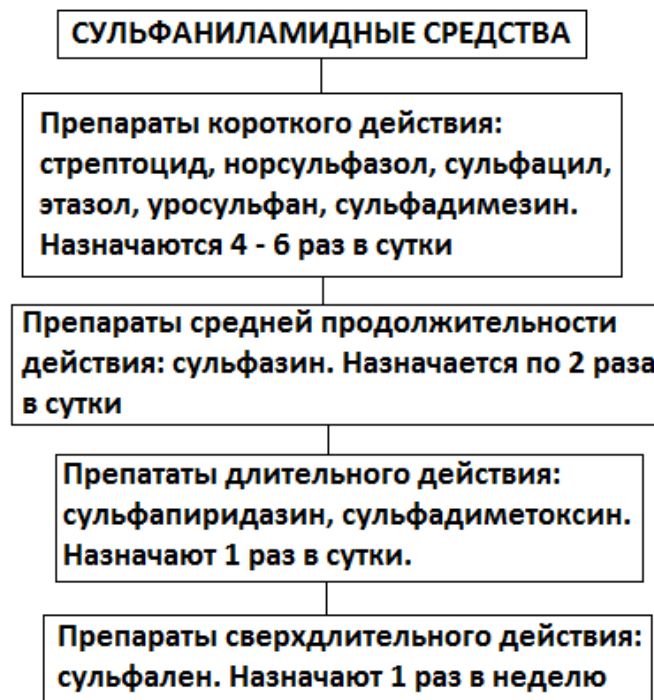 СУЛЬФАНИЛАМИДНЫЕ СРЕДСТВА
Препараты короткого действия:
стрептоцид, норсульфазол, сульфацил,
этазол, уросульфан, сульфадимезин.
Назначаются 4 - 6 раз в сутки
Препараты средней продолжительности
действия: сульфазин. Назначается по 2 раза
в сутки
Препататы длительного действия:
сульфапиридазин, сульфадиметоксин.
Назначают 1 раз в сутки.
Препараты сверхдлительного действия:
сульфален. Назначают 1 раз в неделю